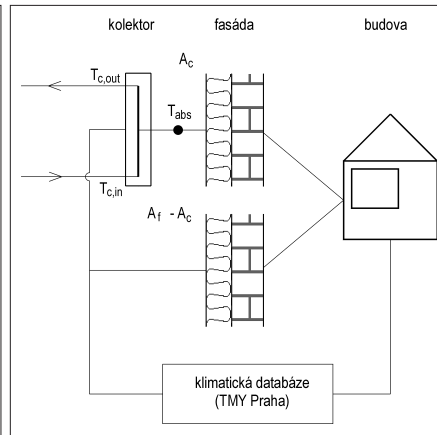 kolektor fasáda budova
A_c
T_c,out
T_abs
T_c,in
A_f - A_c
klimatická databáze
(TMY Praha)